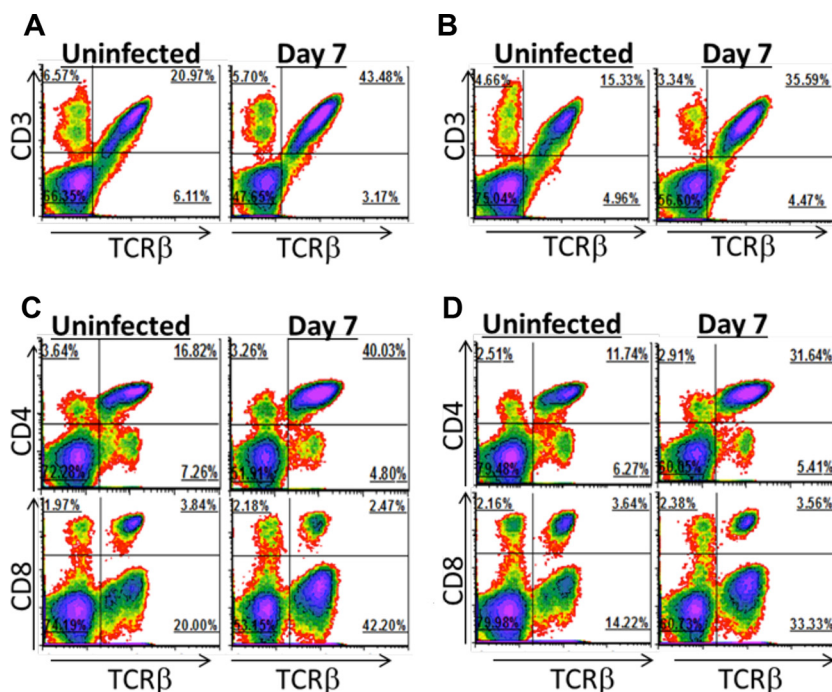 A
B
Uninfected
Day 7
Uninfected
Day 7
6.57%
20.97%
5.70%
43.48%
4.66%
15.33%
3.34%
35.59%
CD3
CD3
66.35%
6.11%
47.65%
3.17%
75.04%
4.96%
56.60%
4.47%
TCRβ
TCRβ
TCRβ
TCRβ
C
D
Uninfected
Day 7
Uninfected
Day 7
3.64%
16.82%
3.26%
40.03%
2.51%
11.74%
2.91%
31.64%
CD4
CD4
72.28%
7.26%
51.91%
4.80%
79.48%
6.27%
60.05%
5.41%
1.97%
3.84%
2.18%
2.47%
2.16%
3.64%
2.38%
3.56%
CD8
CD8
74.19%
20.00%
53.15%
42.20%
79.98%
14.22%
60.73%
33.33%
TCRβ
TCRβ
TCRβ
TCRβ